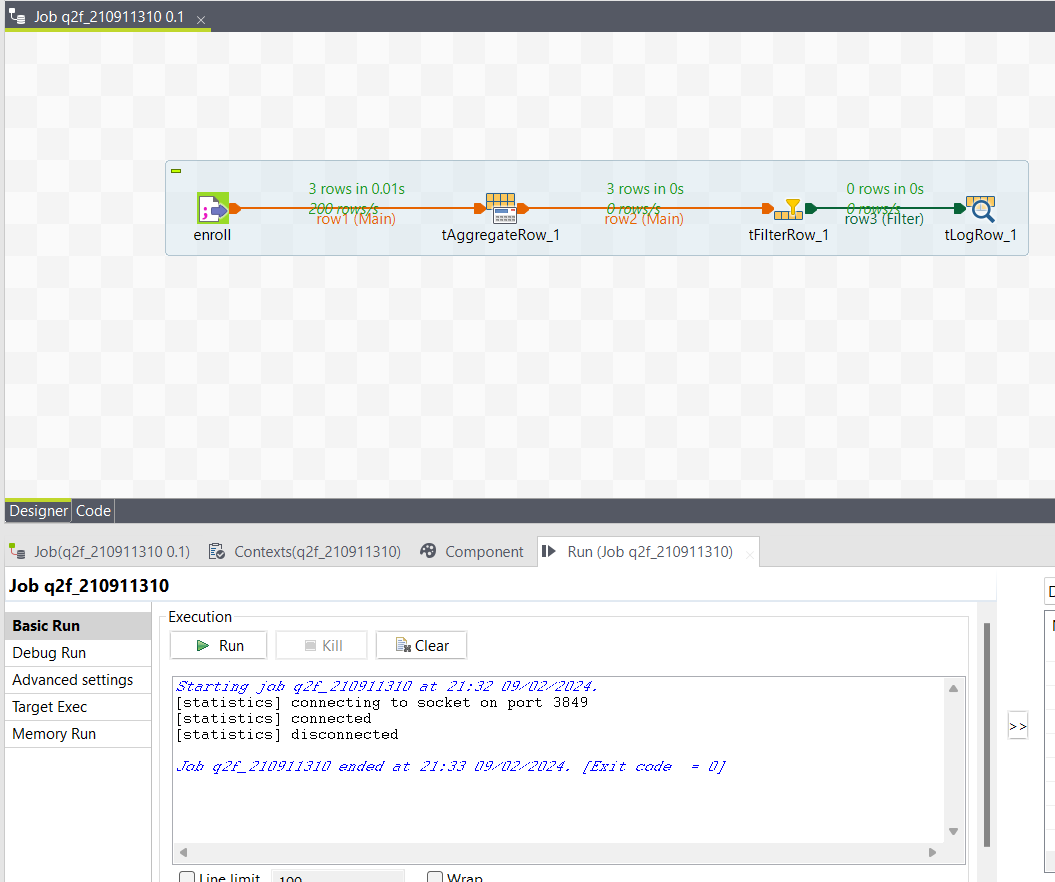 Job q2f_210911310 0.1
3 rows in 0.01s
200 rows/s
row1 (Main)
3 rows in 0s
0 rows/s
row2 (Main)
0 rows in 0s
0 rows/s
row3 (Filter)
enroll
tAggregateRow_1
tFilterRow_1
tLogRow_1
Designer Code
Job(q2f_210911310 0.1) Contexts(q2f_210911310) Component Run (Job q2f_210911310)
Job q2f_210911310
Basic Run
Debug Run
Advanced settings
Target Exec
Memory Run
Execution
Run Kill Clear
Starting job q2f_210911310 at 21:32 09/02/2024.
[statistics] connecting to socket on port 3849
[statistics] connected
[statistics] disconnected
Job q2f_210911310 ended at 21:33 09/02/2024. [Exit code  = 0]
>>
Line limit 100 Wrap